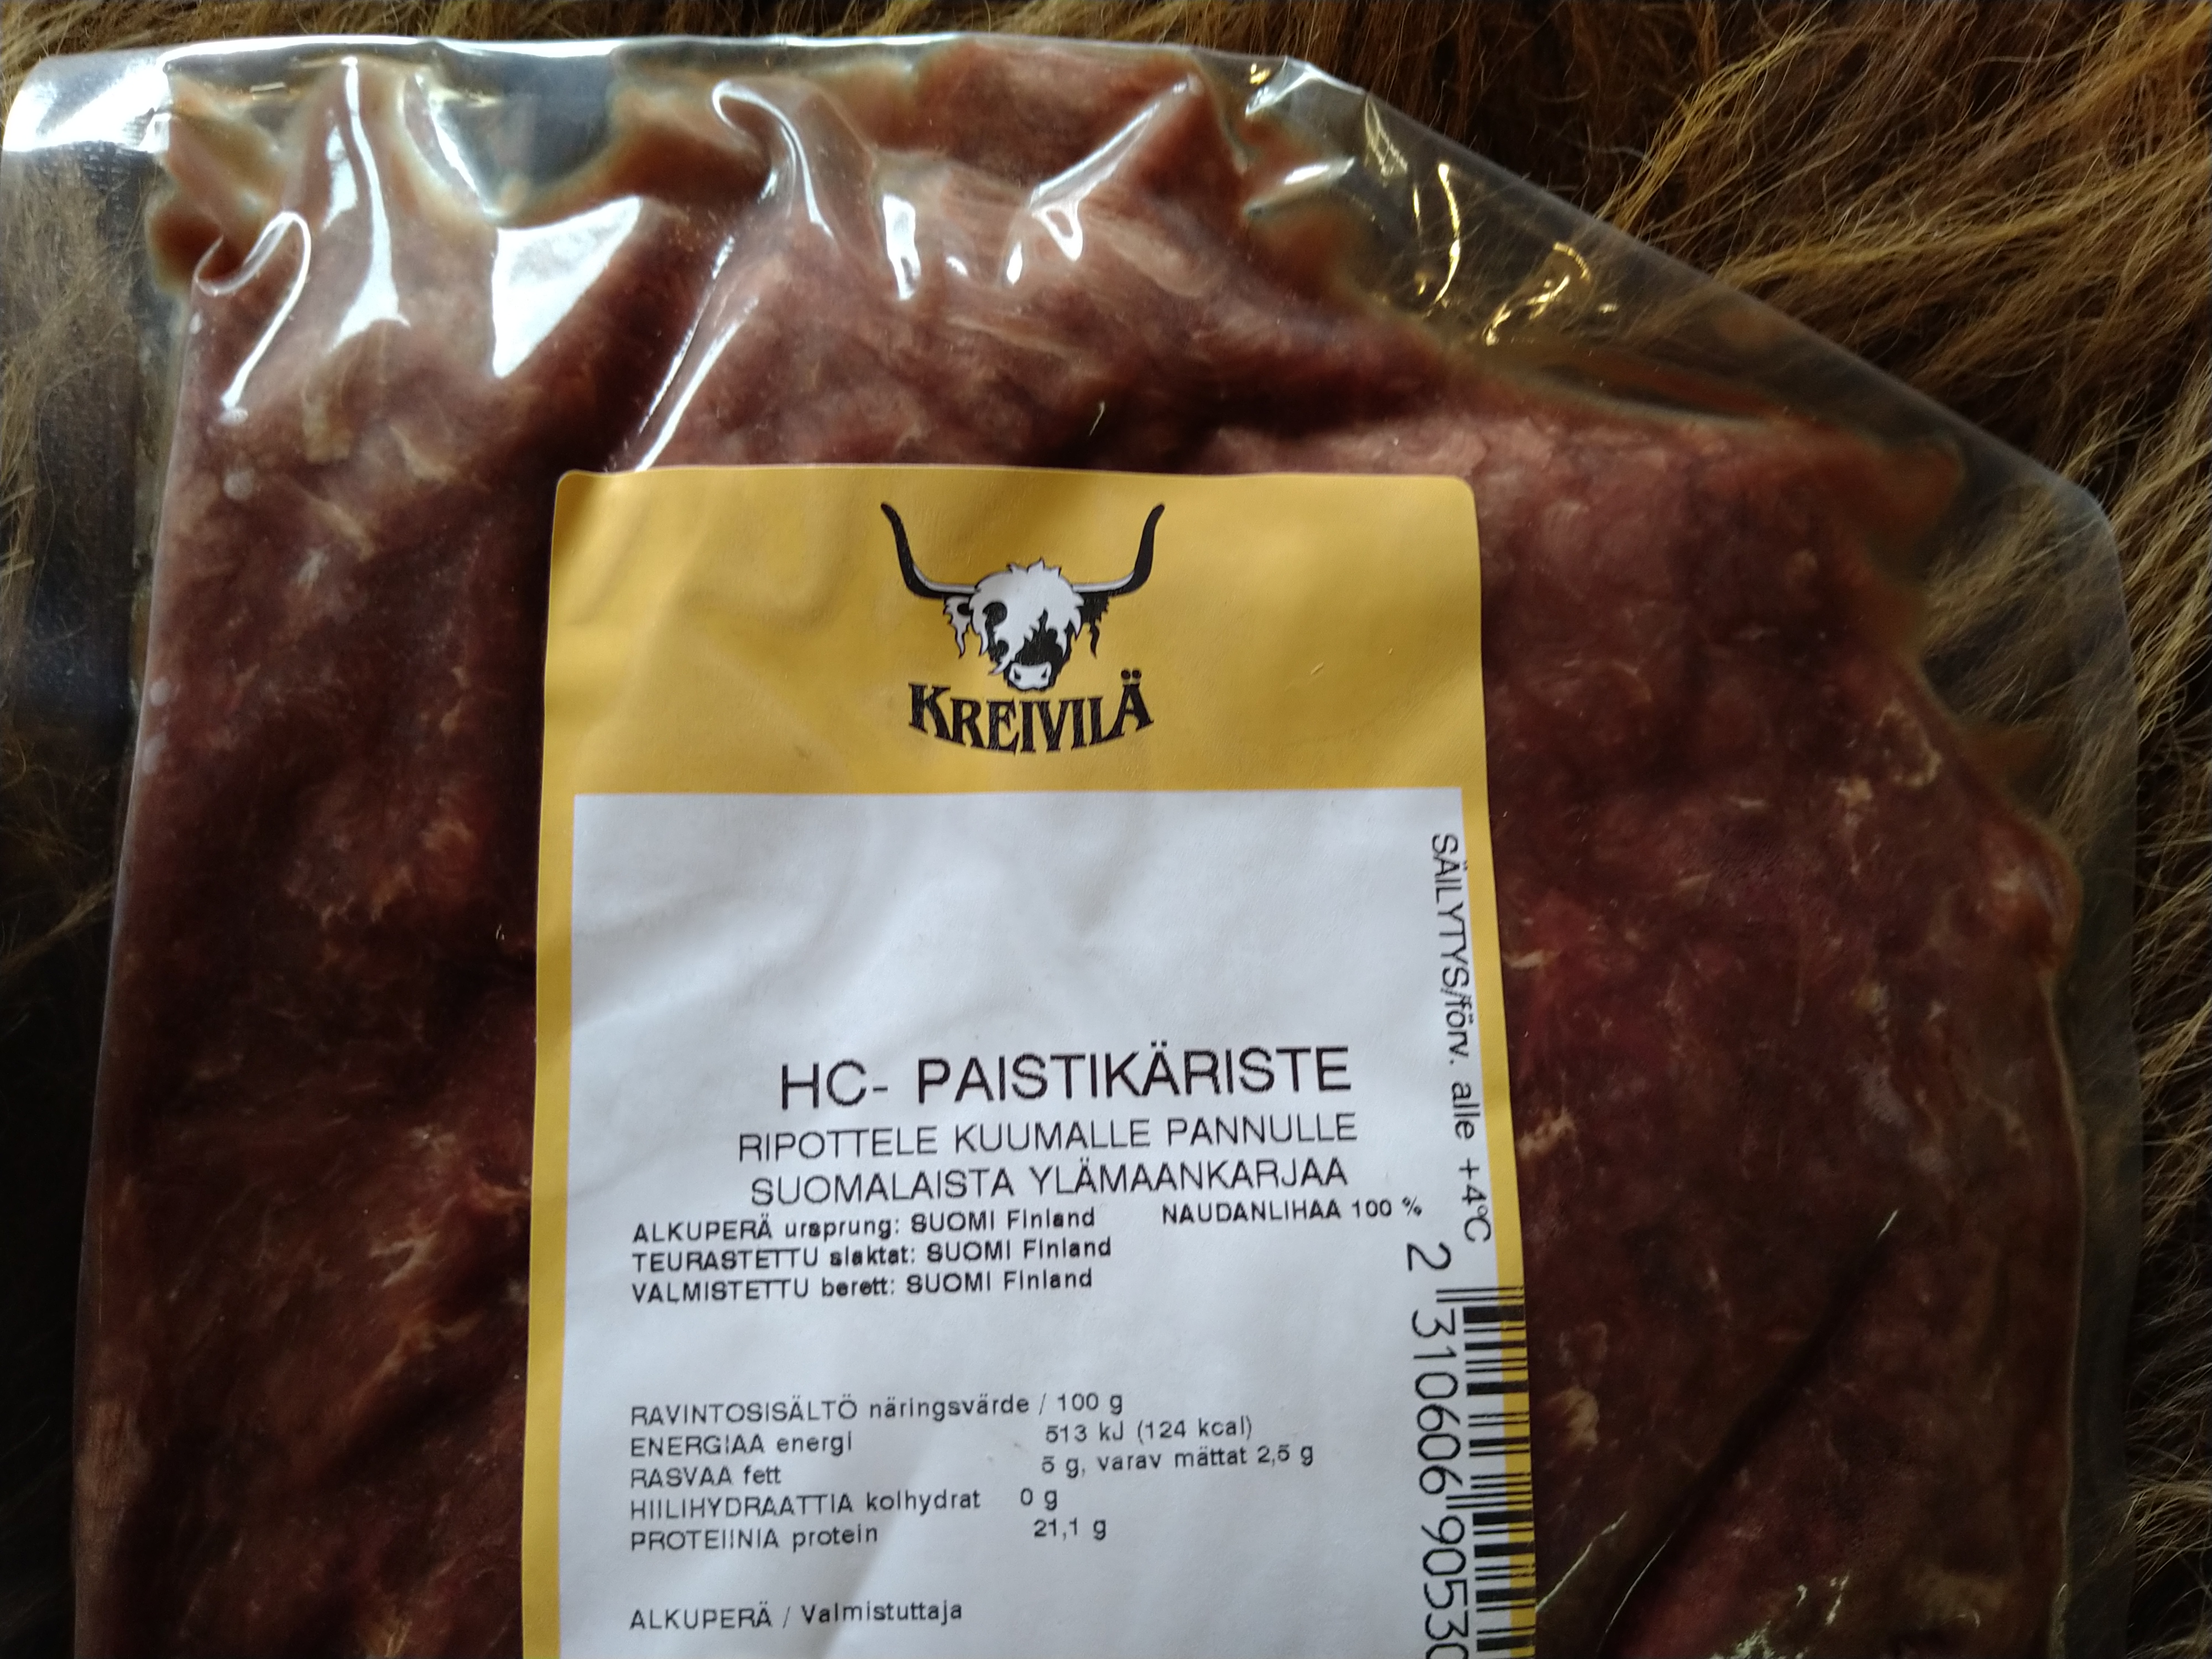 KREIVILÄ
HC- PAISTIKÄRISTE
RIPOTTELE KUUMALLE PANNULLE
SUOMALAISTA YLÄMAANKARJAA
ALKUPERÄ ursprung: SUOMI Finland NAUDANLIHAA 100 %
TEURASTETTU slaktat: SUOMI Finland
VALMISTETTU berett: SUOMI Finland
RAVINTOSISÄLTÖ näringsvärde / 100 g
ENERGIAA energi 513 kJ (124 kcal)
RASVAA fett 5 g, varav mättat 2,5 g
HIILIHYDRAATTIA kolhydrat 0 g
PROTEIINIA protein 21,1 g
ALKUPERÄ / Valmistuttaja
SÄILYTYS/förv. alle +4°C
2 310606 90530